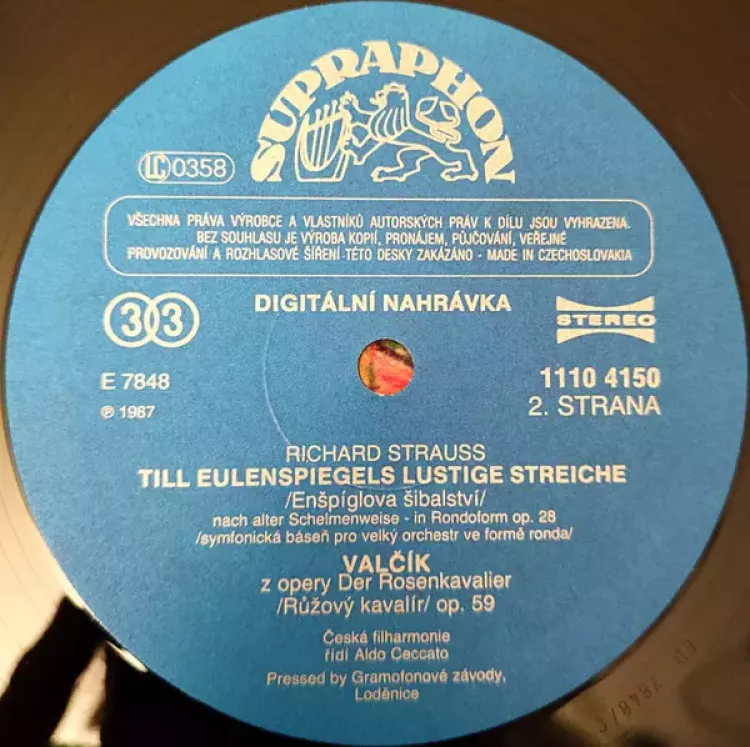 SUPRAPHON
LC 0358
VŠECHNA PRÁVA VÝROBCE A VLASTNÍKŮ AUTORSKÝCH PRÁV K DÍLU JSOU VYHRAZENA.
BEZ SOUHLASU JE VÝROBA KOPIÍ, PRONÁJEM, PŮJČOVÁNÍ, VEŘEJNÉ
PROVOZOVÁNÍ A ROZHLASOVÉ ŠÍŘENÍ TÉTO DESKY ZAKÁZÁNO - MADE IN CZECHOSLOVAKIA
33
DIGITÁLNÍ NAHRÁVKA
STEREO
E 7848
1110 4150
℗ 1987
2. STRANA
RICHARD STRAUSS
TILL EULENSPIEGELS LUSTIGE STREICHE
/Enšpíglova šibalství/
nach alter Schelmenweise - in Rondoform op. 28
/symfonická báseň pro velký orchestr ve formě ronda/
VALČÍK
z opery Der Rosenkavalier
/Růžový kavalír/ op. 59
Česká filharmonie
řídí Aldo Ceccato
Pressed by Gramofonové závody,
Loděnice